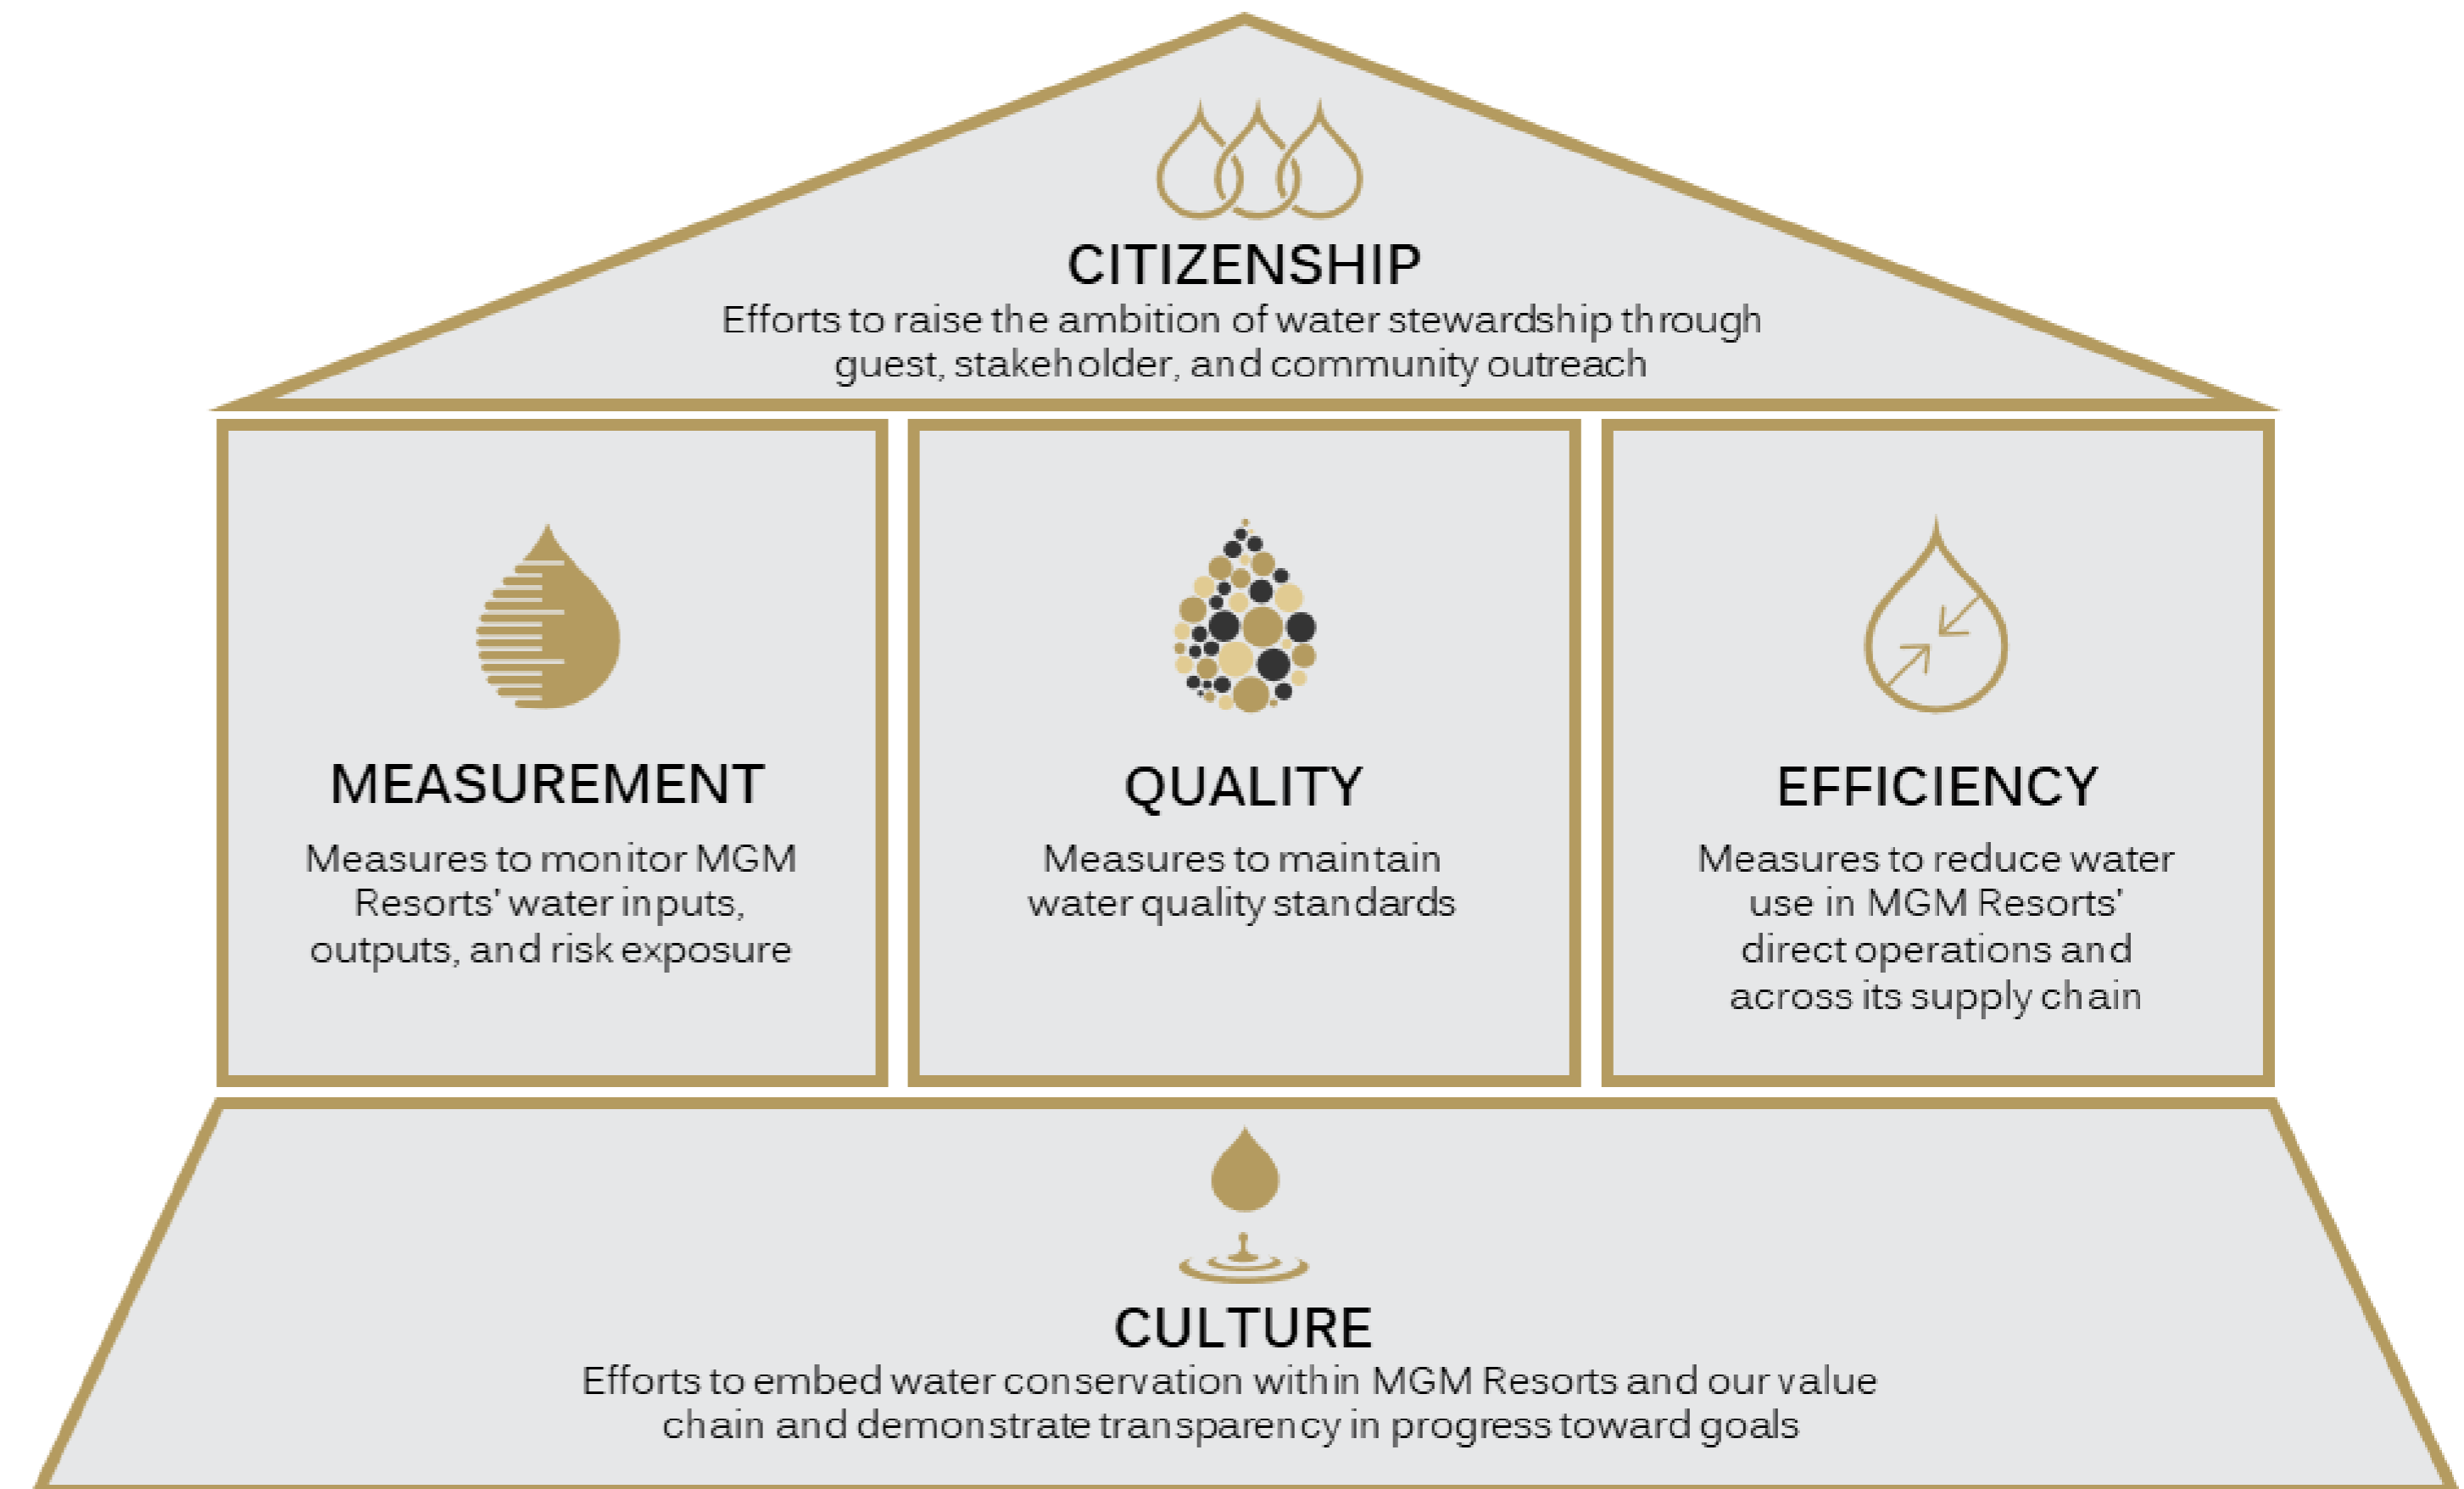 CITIZENSHIP
Efforts to raise the ambition of water stewardship through
guest, stakeholder, and community outreach
MEASUREMENT
Measures to monitor MGM
Resorts' water inputs,
outputs, and risk exposure
QUALITY
Measures to maintain
water quality standards
EFFICIENCY
Measures to reduce water
use in MGM Resorts'
direct operations and
across its supply chain
CULTURE
Efforts to embed water conservation within MGM Resorts and our value
chain and demonstrate transparency in progress toward goals